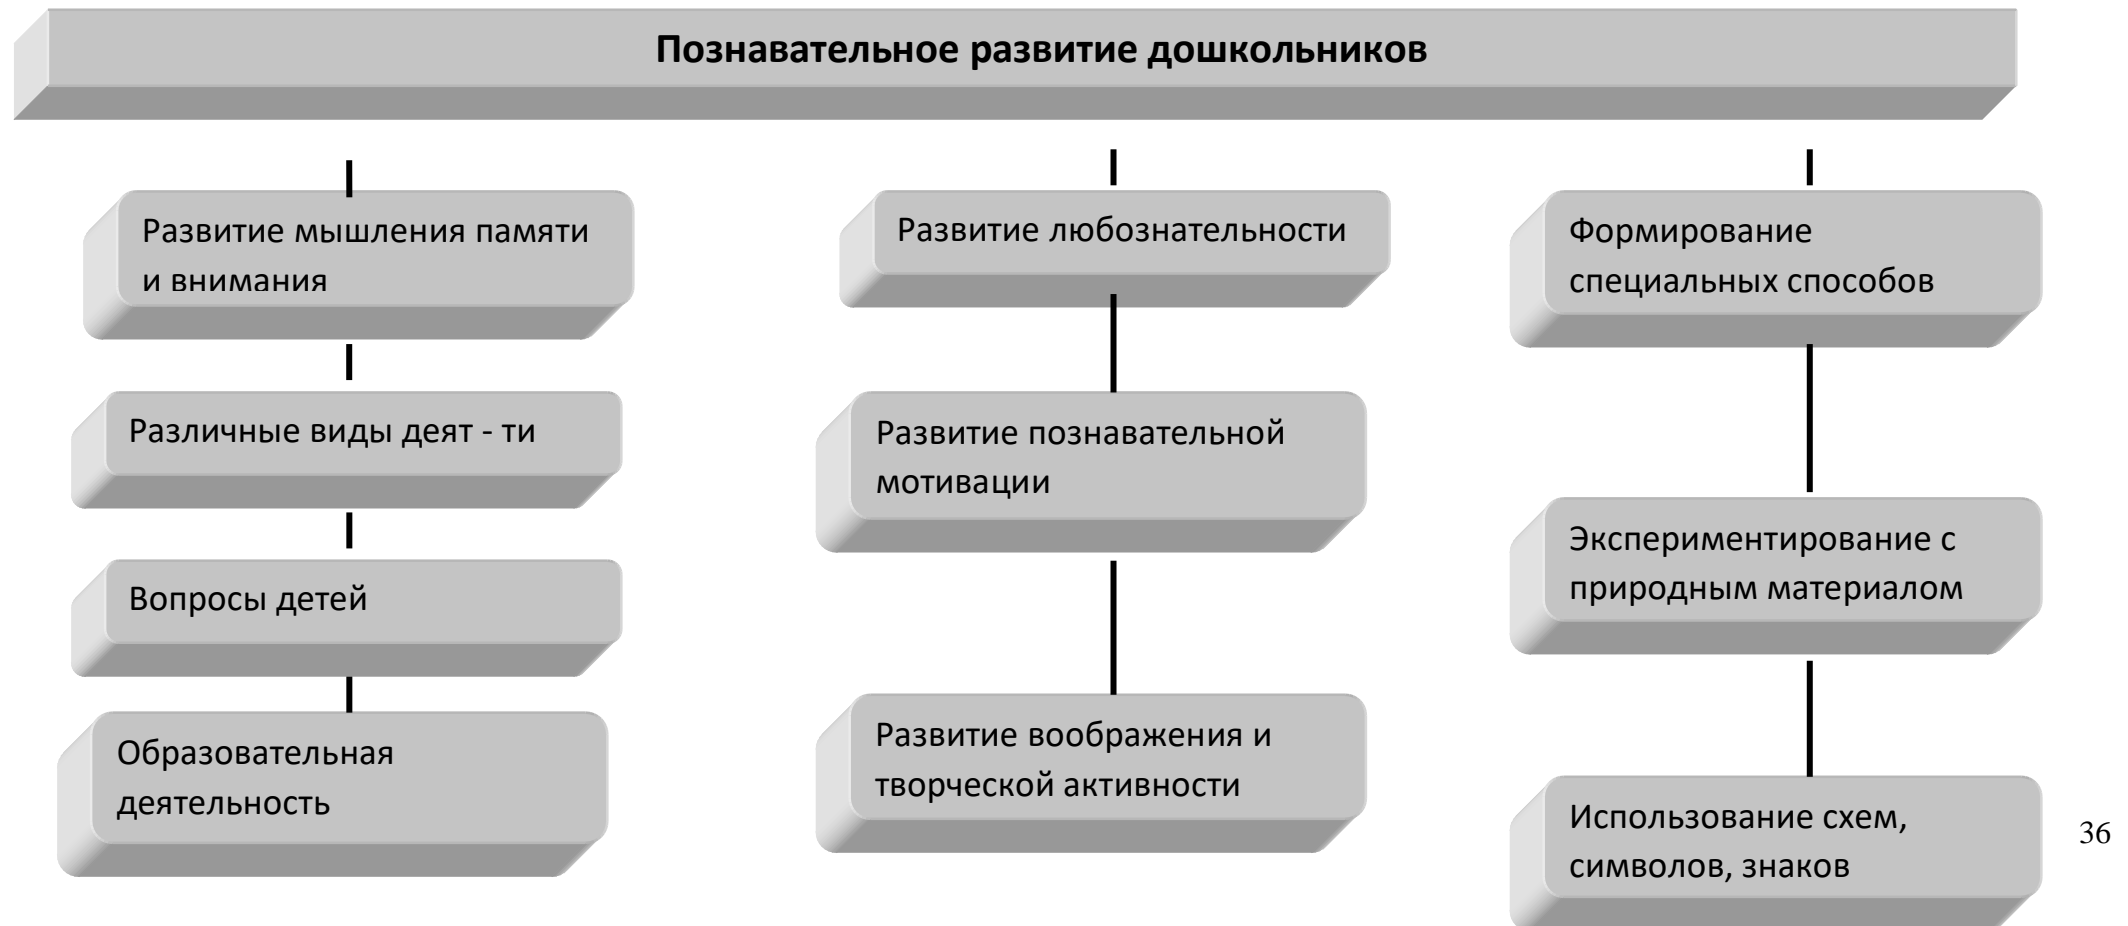 Познавательное развитие дошкольников
Развитие мышления памяти
и внимания
Различные виды деят - ти
Вопросы детей
Образовательная
деятельность
Развитие любознательности
Развитие познавательной
мотивации
Развитие воображения и
творческой активности
Формирование
специальных способов
Экспериментирование с
природным материалом
Использование схем,
символов, знаков
36